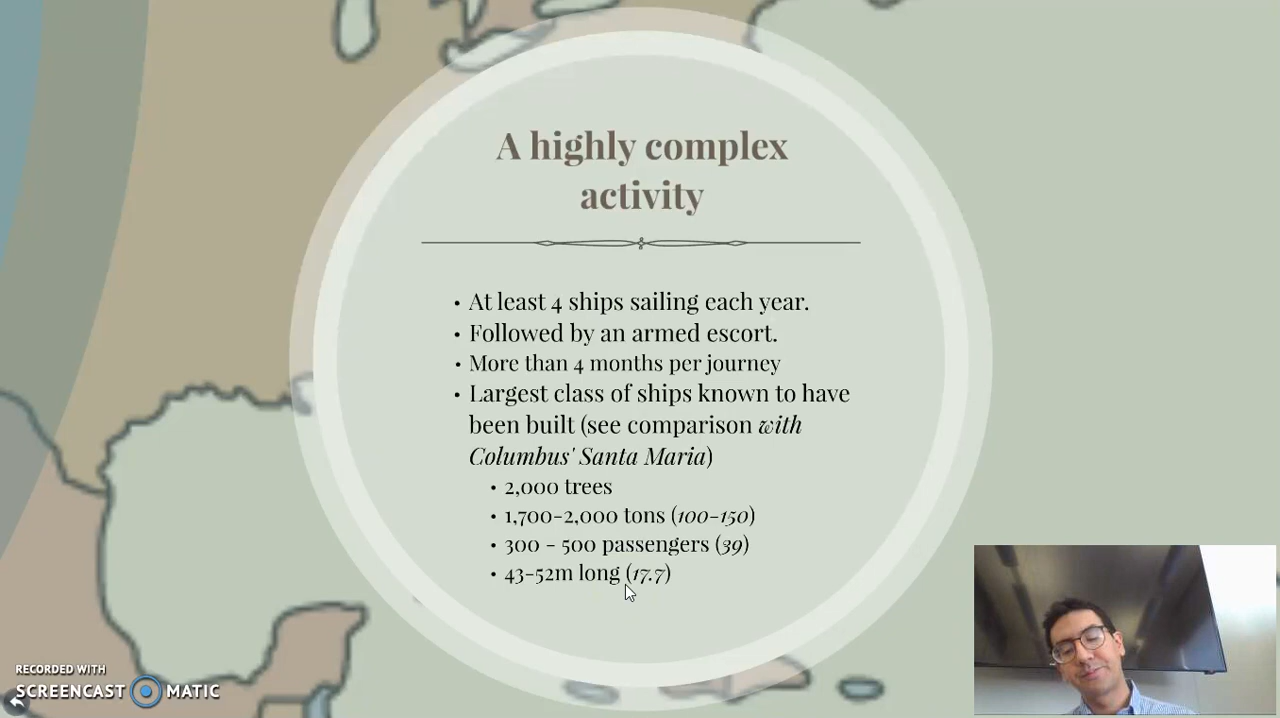 A highly complex
activity
• At least 4 ships sailing each year.
• Followed by an armed escort.
• More than 4 months per journey
• Largest class of ships known to have
been built (see comparison with
Columbus' Santa Maria)
• 2,000 trees
• 1,700-2,000 tons (100-150)
• 300 - 500 passengers (39)
• 43-52m long (17.7)
RECORDED WITH
SCREENCAST MATIC